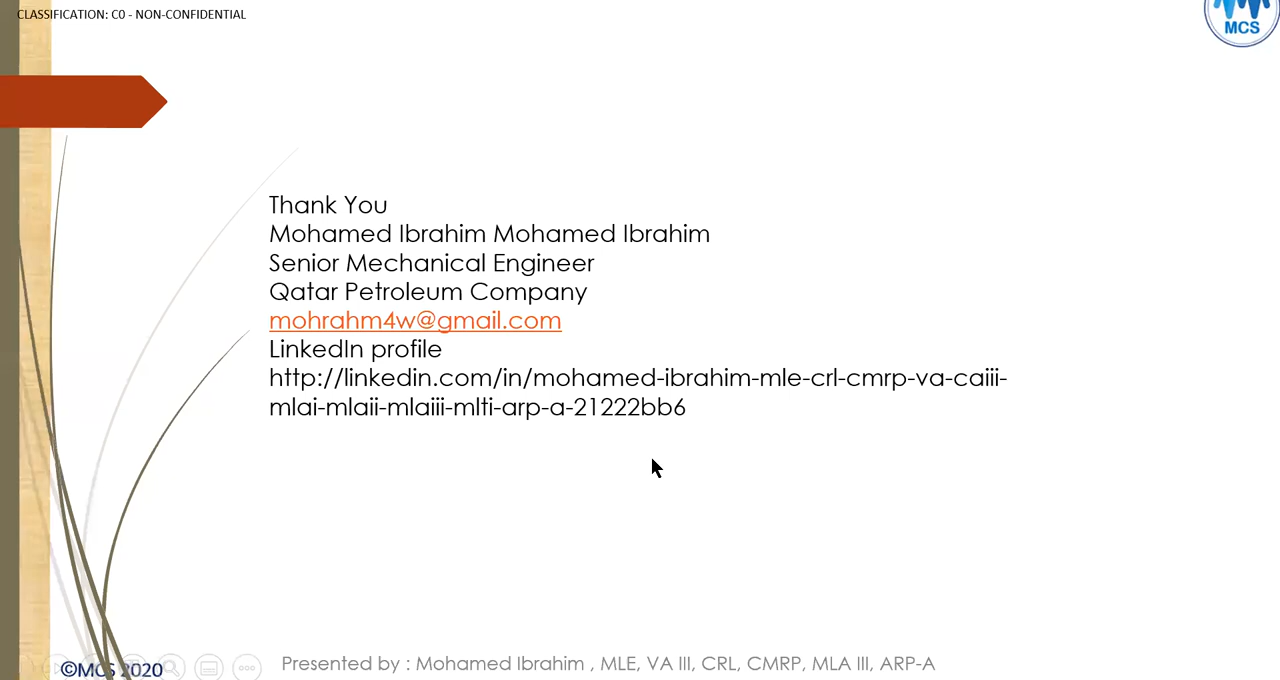 CLASSIFICATION: C0 - NON-CONFIDENTIAL
MCS
Thank You
Mohamed Ibrahim Mohamed Ibrahim
Senior Mechanical Engineer
Qatar Petroleum Company
mohrahm4w@gmail.com
LinkedIn profile
http://linkedin.com/in/mohamed-ibrahim-mle-crl-cmrp-va-caiii-
mlai-mlaii-mlaiii-mlti-arp-a-21222bb6
©MCS 2020
Presented by : Mohamed Ibrahim , MLE, VA III, CRL, CMRP, MLA III, ARP-A